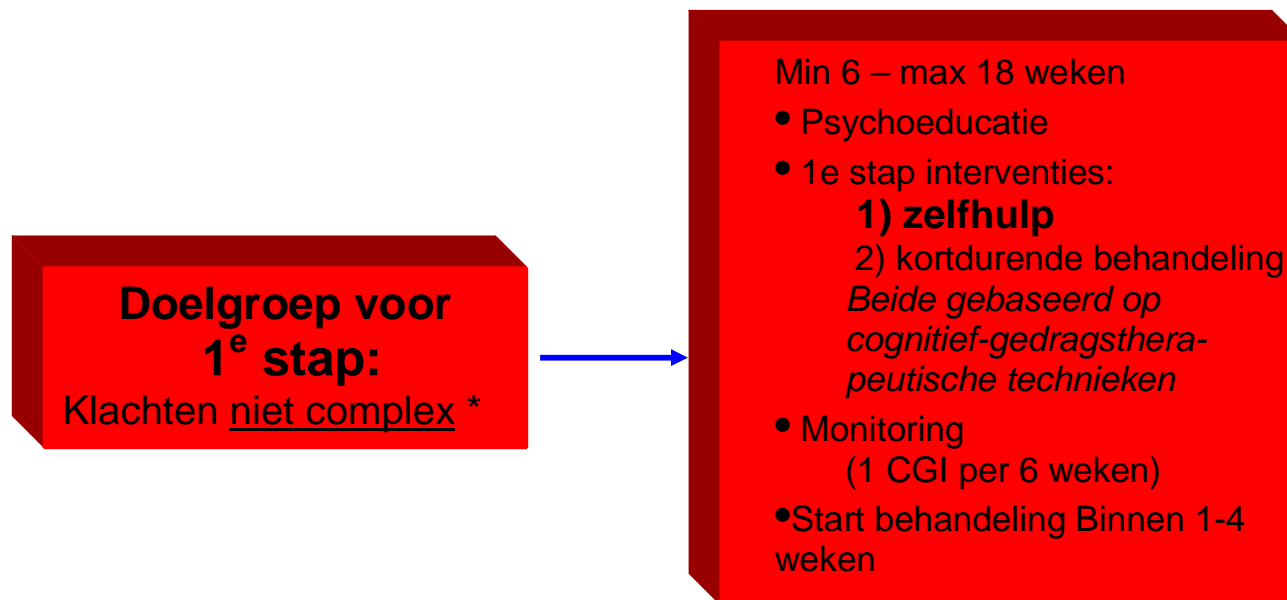 Doelgroep voor
1e stap:
Klachten niet complex *
Min 6 – max 18 weken
• Psychoeducatie
• 1e stap interventies:
1) zelfhulp
2) kortdurende behandeling
Beide gebaseerd op
cognitief-gedragsthera-
peutische technieken
• Monitoring
(1 CGI per 6 weken)
•Start behandeling Binnen 1-4
weken